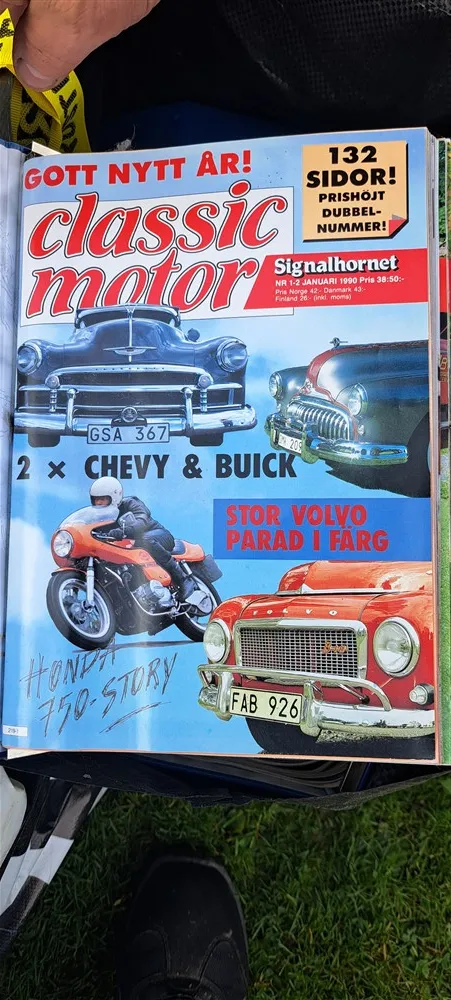 GOTT NYTT ÅR!
132
SIDOR!
PRISHÖJT
DUBBEL-
NUMMER!
classic
motor
Signalhornet
NR 1-2 JANUARI 1990 Pris 38:50:-
Pris Norge 42:- Danmark 43:-
Finland 26:- (inkl. moms)
GSA 367
2 × CHEVY & BUICK
STOR VOLVO
PARAD I FÄRG
VOLVO
HONDA
750-STORY
FAB 926